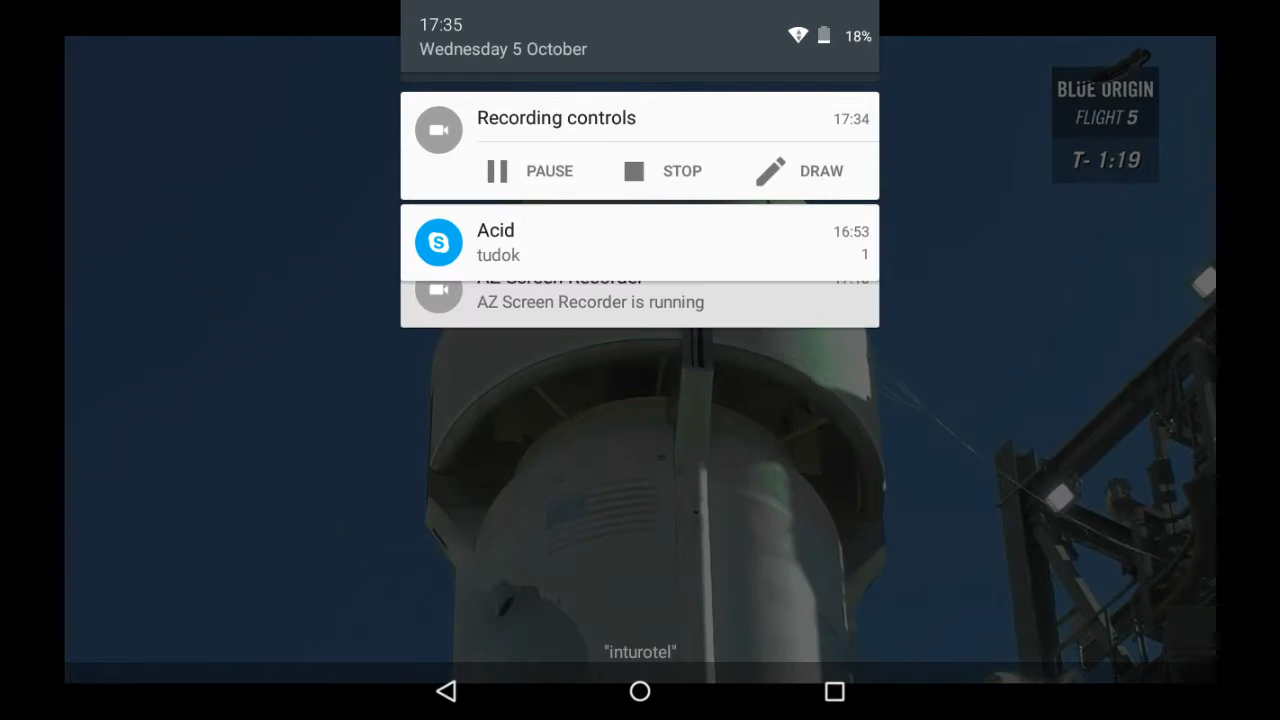 17:35
Wednesday 5 October
18%
BLUE ORIGIN
FLIGHT 5
T- 1:19
Recording controls
17:34
PAUSE
STOP
DRAW
Acid
16:53
tudok
1
AZ Screen Recorder
AZ Screen Recorder is running
"inturotel"